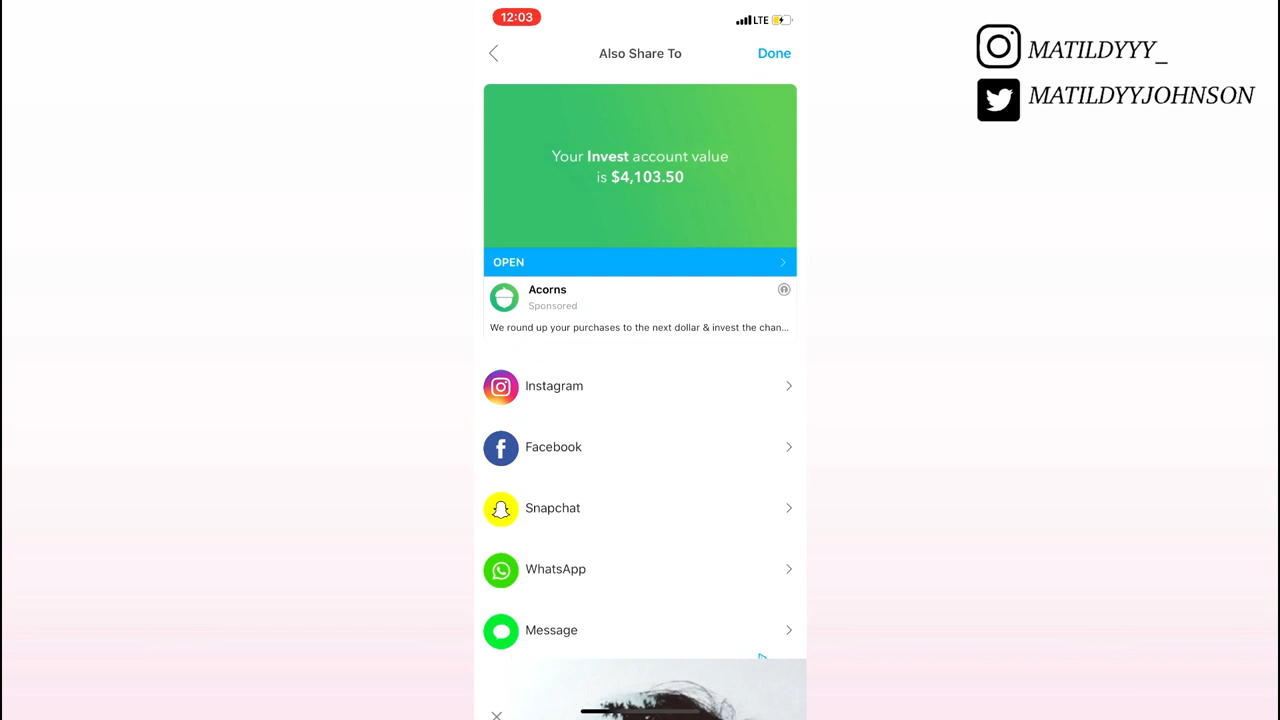 12:03
LTE
Also Share To
Done
Your Invest account value
is $4,103.50
OPEN
Acorns
Sponsored
We round up your purchases to the next dollar & invest the chan...
Instagram
Facebook
Snapchat
WhatsApp
Message
MATILDYYY_
MATILDYYJOHNSON